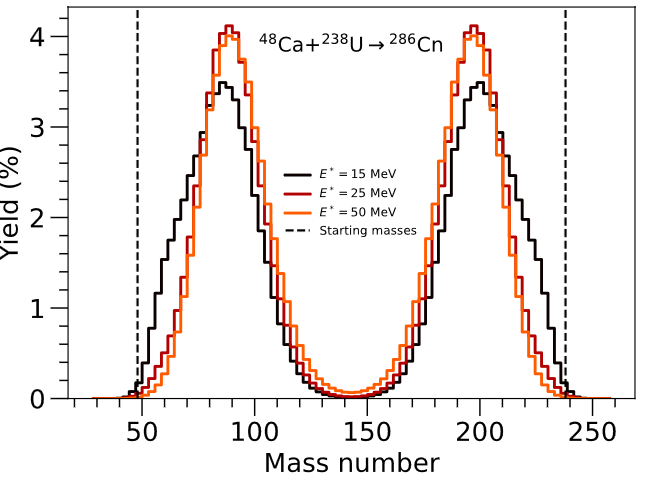 ⁴⁸Ca+²³⁸U→²⁸⁶Cn
E* = 15 MeV
E* = 25 MeV
E* = 50 MeV
Starting masses
Yield (%)
4
3
2
1
0
50 100 150 200 250
Mass number